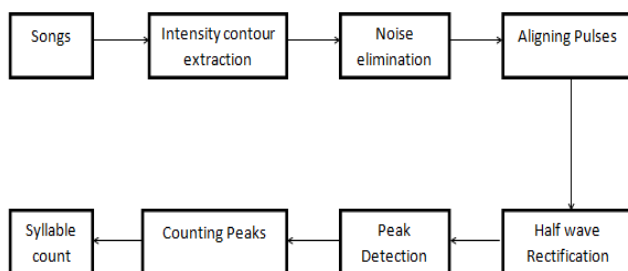 Songs
Intensity contour
extraction
Noise
elimination
Aligning Pulses
Half wave
Rectification
Peak
Detection
Counting Peaks
Syllable
count